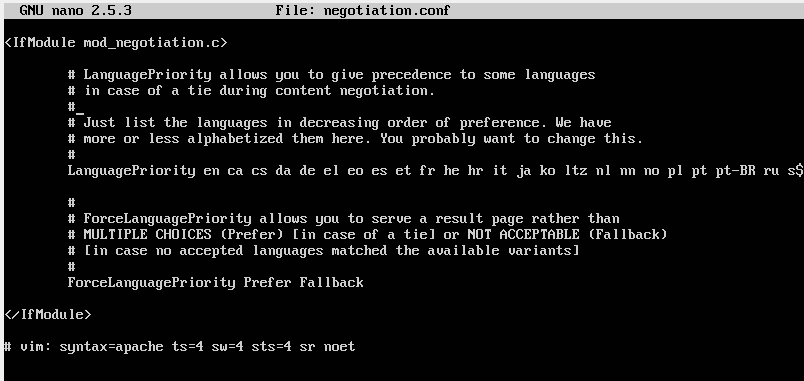 GNU nano 2.5.3 File: negotiation.conf
<IfModule mod_negotiation.c>
# LanguagePriority allows you to give precedence to some languages
# in case of a tie during content negotiation.
#_
# Just list the languages in decreasing order of preference. We have
# more or less alphabetized them here. You probably want to change this.
#
LanguagePriority en ca cs da de el eo es et fr he hr it ja ko ltz nl nn no pl pt pt-BR ru s$
#
# ForceLanguagePriority allows you to serve a result page rather than
# MULTIPLE CHOICES (Prefer) [in case of a tie] or NOT ACCEPTABLE (Fallback)
# [in case no accepted languages matched the available variants]
#
ForceLanguagePriority Prefer Fallback
</IfModule>
# vim: syntax=apache ts=4 sw=4 sts=4 sr noet